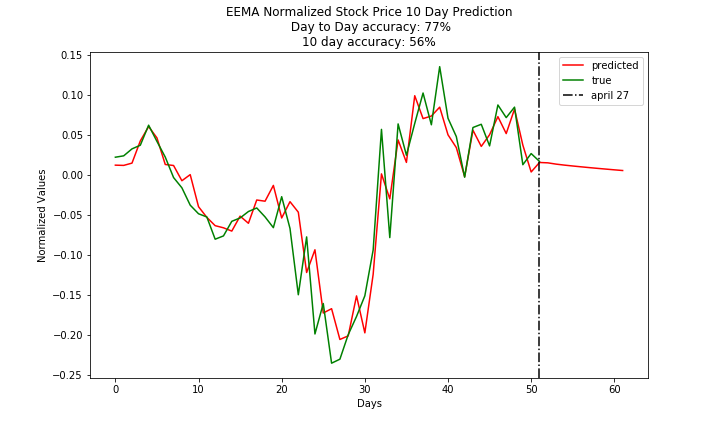 EEMA Normalized Stock Price 10 Day Prediction
Day to Day accuracy: 77%
10 day accuracy: 56%
0.15
0.10
0.05
0.00
−0.05
−0.10
−0.15
−0.20
−0.25
Normalized Values
predicted
true
april 27
0
10
20
30
40
50
60
Days